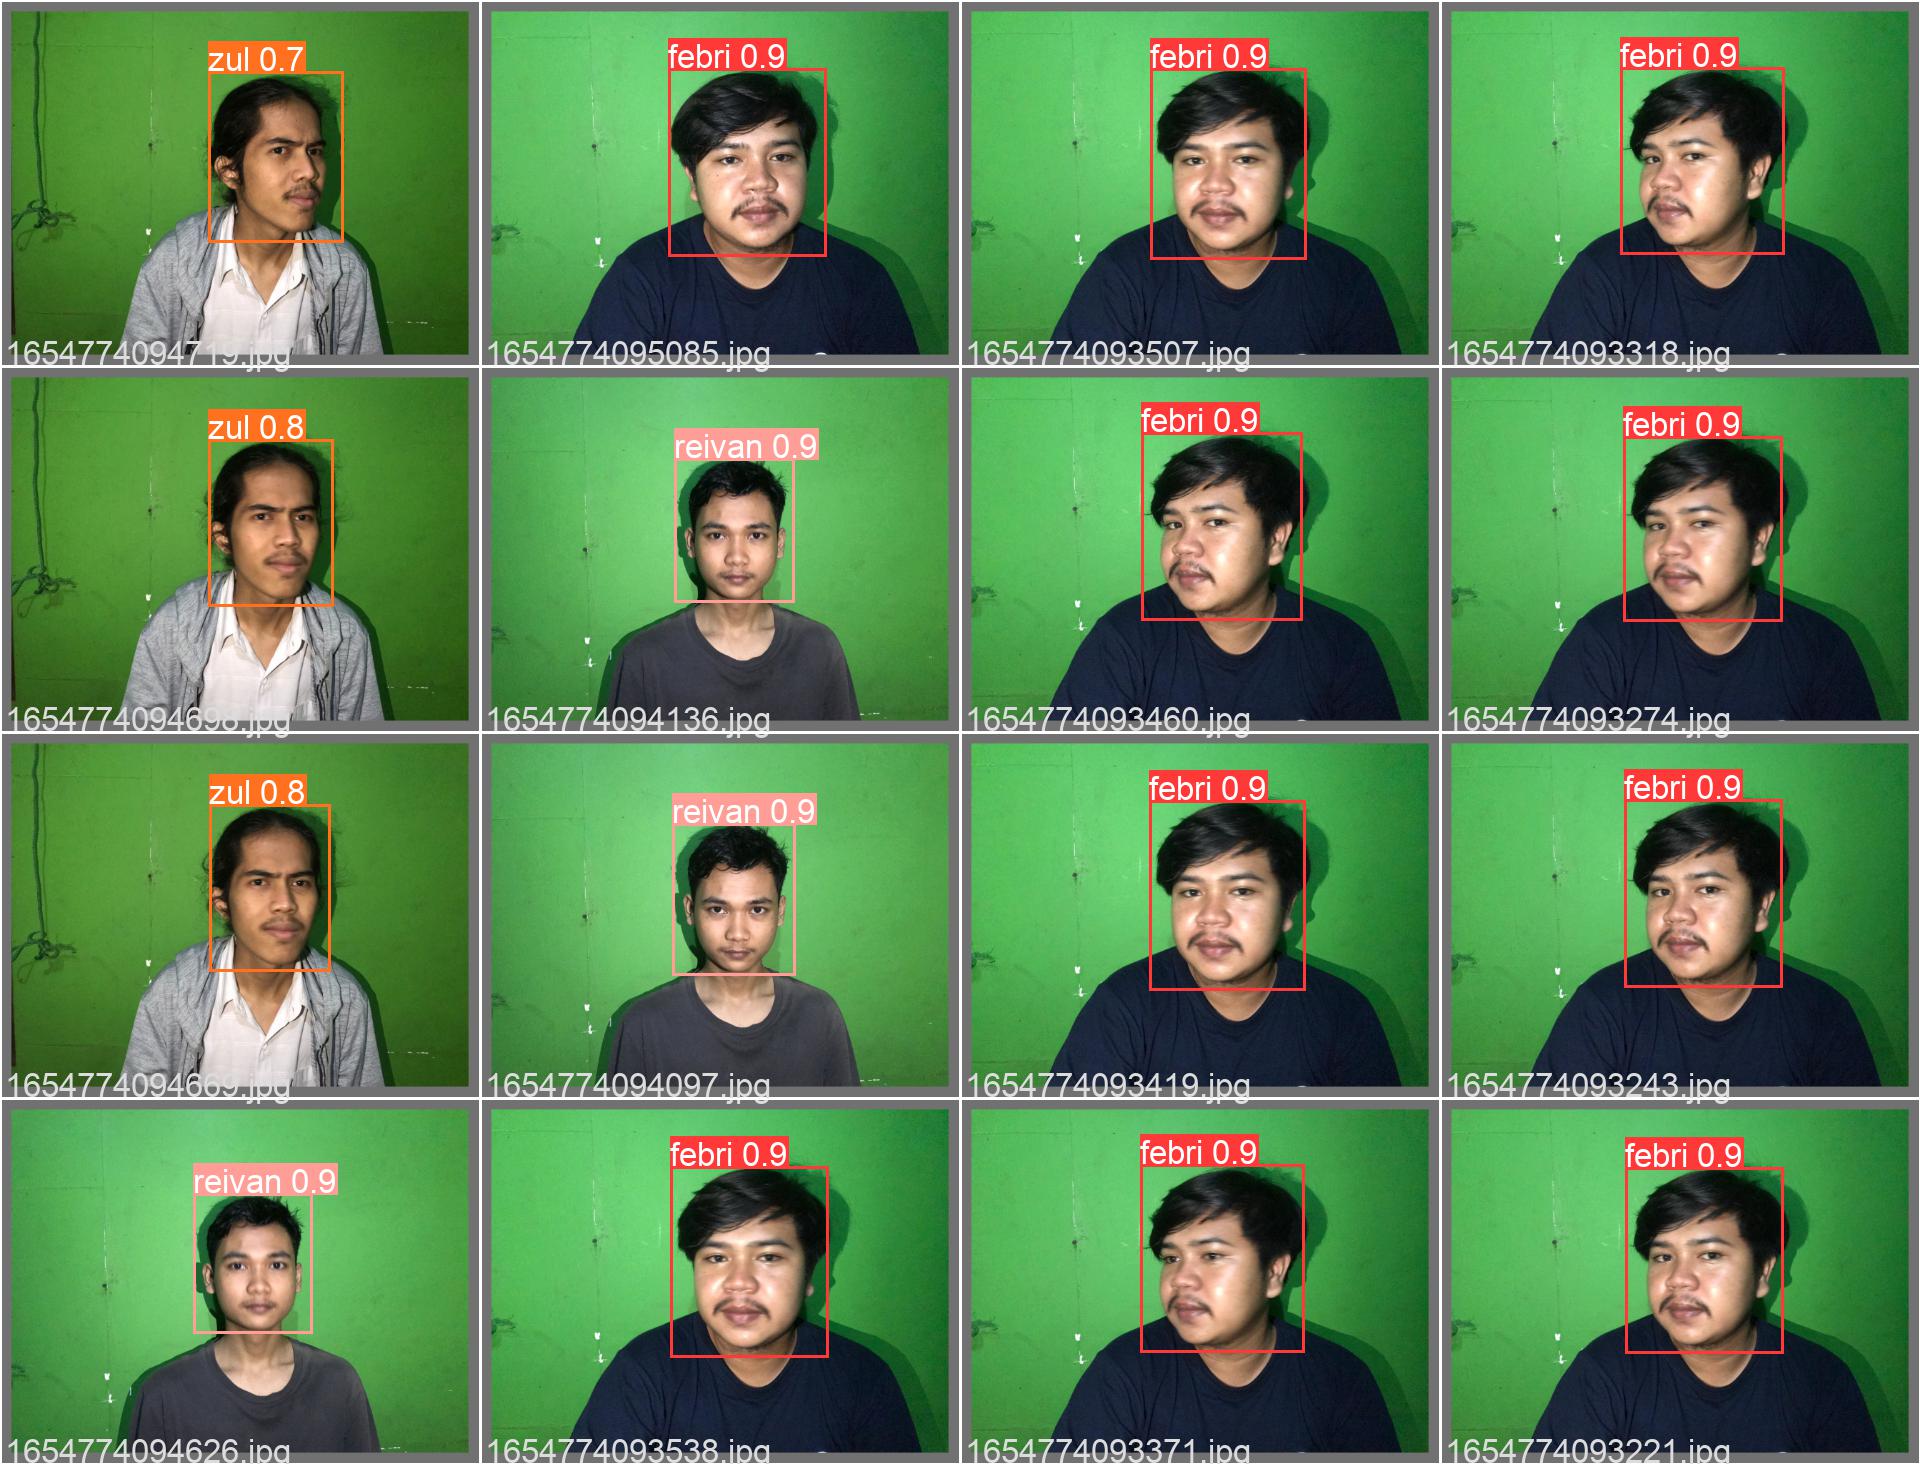 zul 0.7
1654774094719.jpg
febri 0.9
1654774095085.jpg
febri 0.9
1654774093507.jpg
febri 0.9
1654774093318.jpg
zul 0.8
1654774094698.jpg
reivan 0.9
1654774094136.jpg
febri 0.9
1654774093460.jpg
febri 0.9
1654774093274.jpg
zul 0.8
1654774094669.jpg
reivan 0.9
1654774094097.jpg
febri 0.9
1654774093419.jpg
febri 0.9
1654774093243.jpg
reivan 0.9
1654774094626.jpg
febri 0.9
1654774093538.jpg
febri 0.9
1654774093371.jpg
febri 0.9
1654774093221.jpg